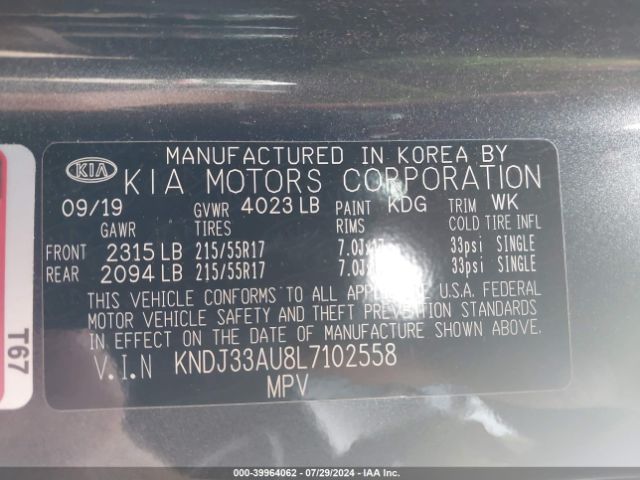 MANUFACTURED IN KOREA BY
KIA KIA MOTORS CORPORATION
09/19 GVWR 4023 LB PAINT KDG TRIM WK
GAWR TIRES RIMS COLD TIRE INFL
FRONT 2315 LB 215/55R17 33psi SINGLE
REAR 2094 LB 215/55R17 33psi SINGLE
THIS VEHICLE CONFORMS TO ALL U.S.A. FEDERAL
MOTOR VEHICLE SAFETY AND THEFT PREVENTION STANDARDS
IN EFFECT ON THE DATE OF MANUFACTURE SHOWN ABOVE.
V.I.N KNDJ33AU8L7102558
MPV
T67
000-39964062 / 07/29/2024 - IAA Inc.